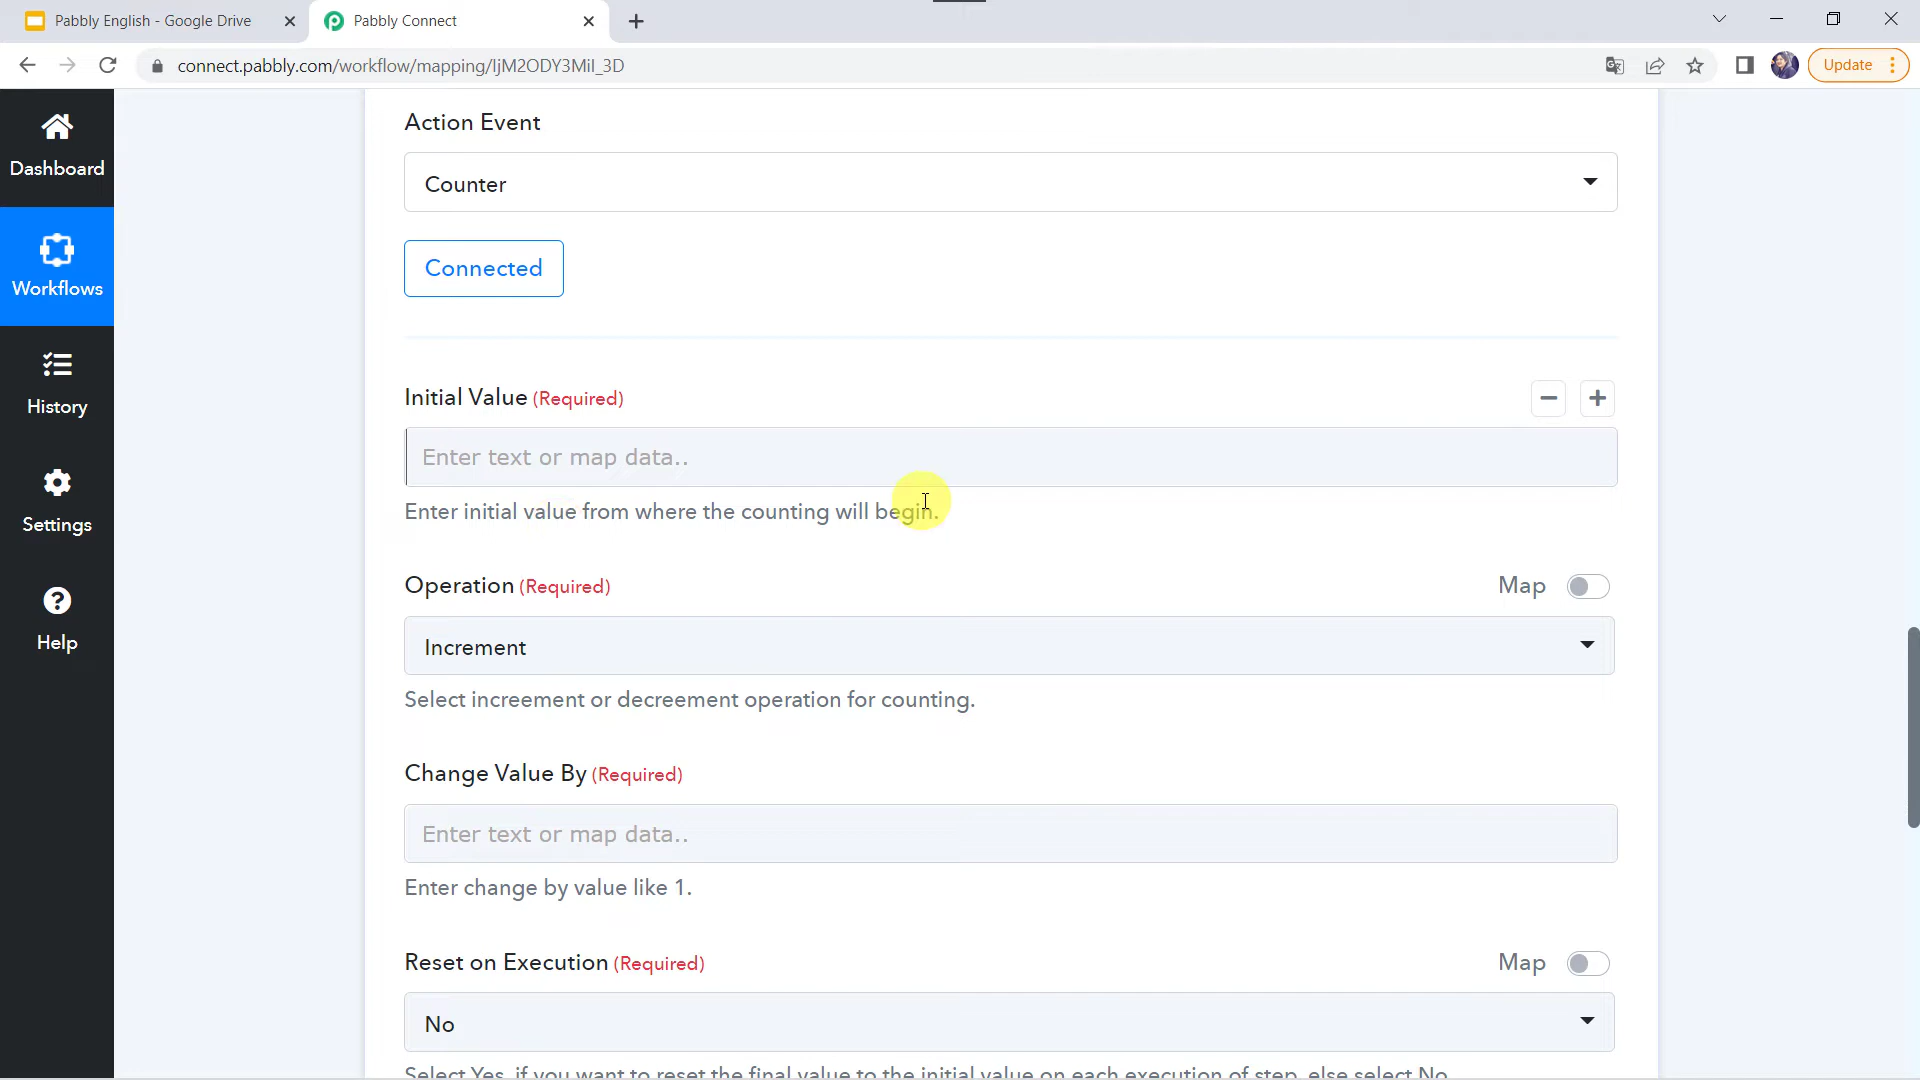 Pabbly English - Google Drive
Pabbly Connect
connect.pabbly.com/workflow/mapping/IjM2ODY3MiI_3D
Update
Dashboard
Workflows
History
Settings
Help
Action Event
Counter
Connected
Initial Value (Required)
Enter text or map data..
Enter initial value from where the counting will begin.
Operation (Required)
Map
Increment
Select increement or decreement operation for counting.
Change Value By (Required)
Enter text or map data..
Enter change by value like 1.
Reset on Execution (Required)
Map
No
Select Yes, if you want to reset the final value to the initial value on each execution of step, else select No.